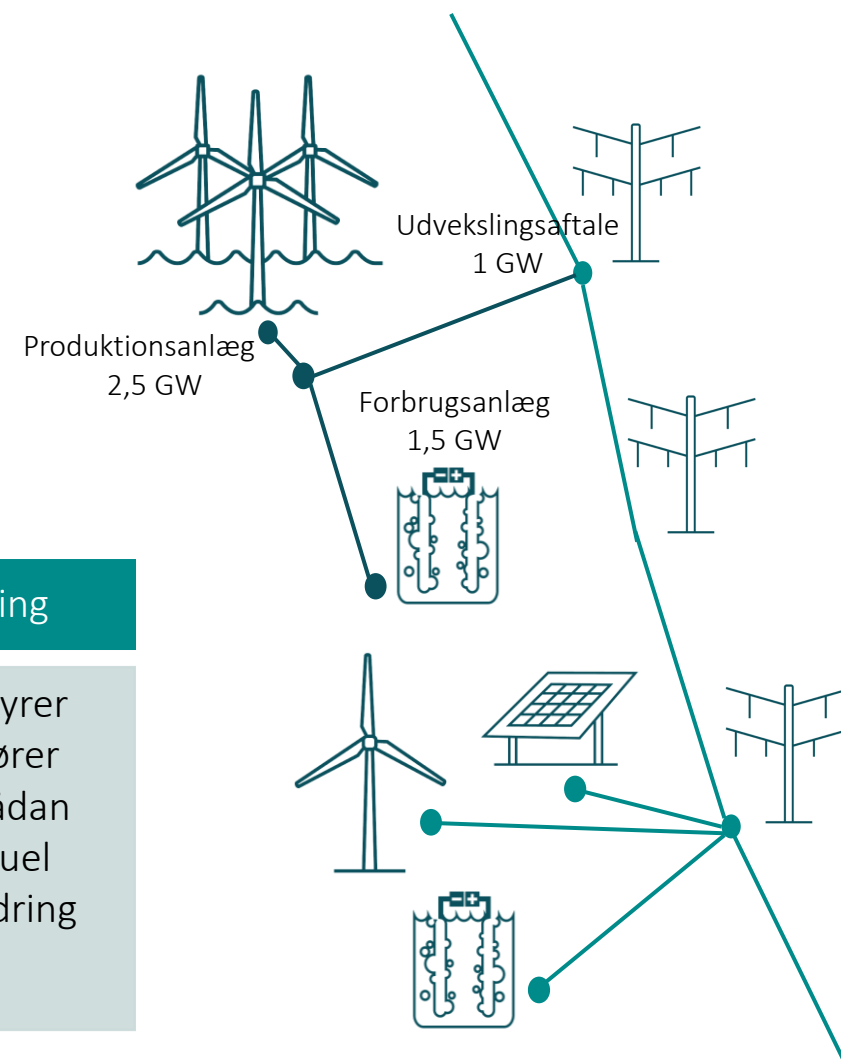 Udvekslingsaftale
1 GW
Produktionsanlæg
2,5 GW
Forbrugsanlæg
1,5 GW
ing
yrer
ører
ådan
uel
dring